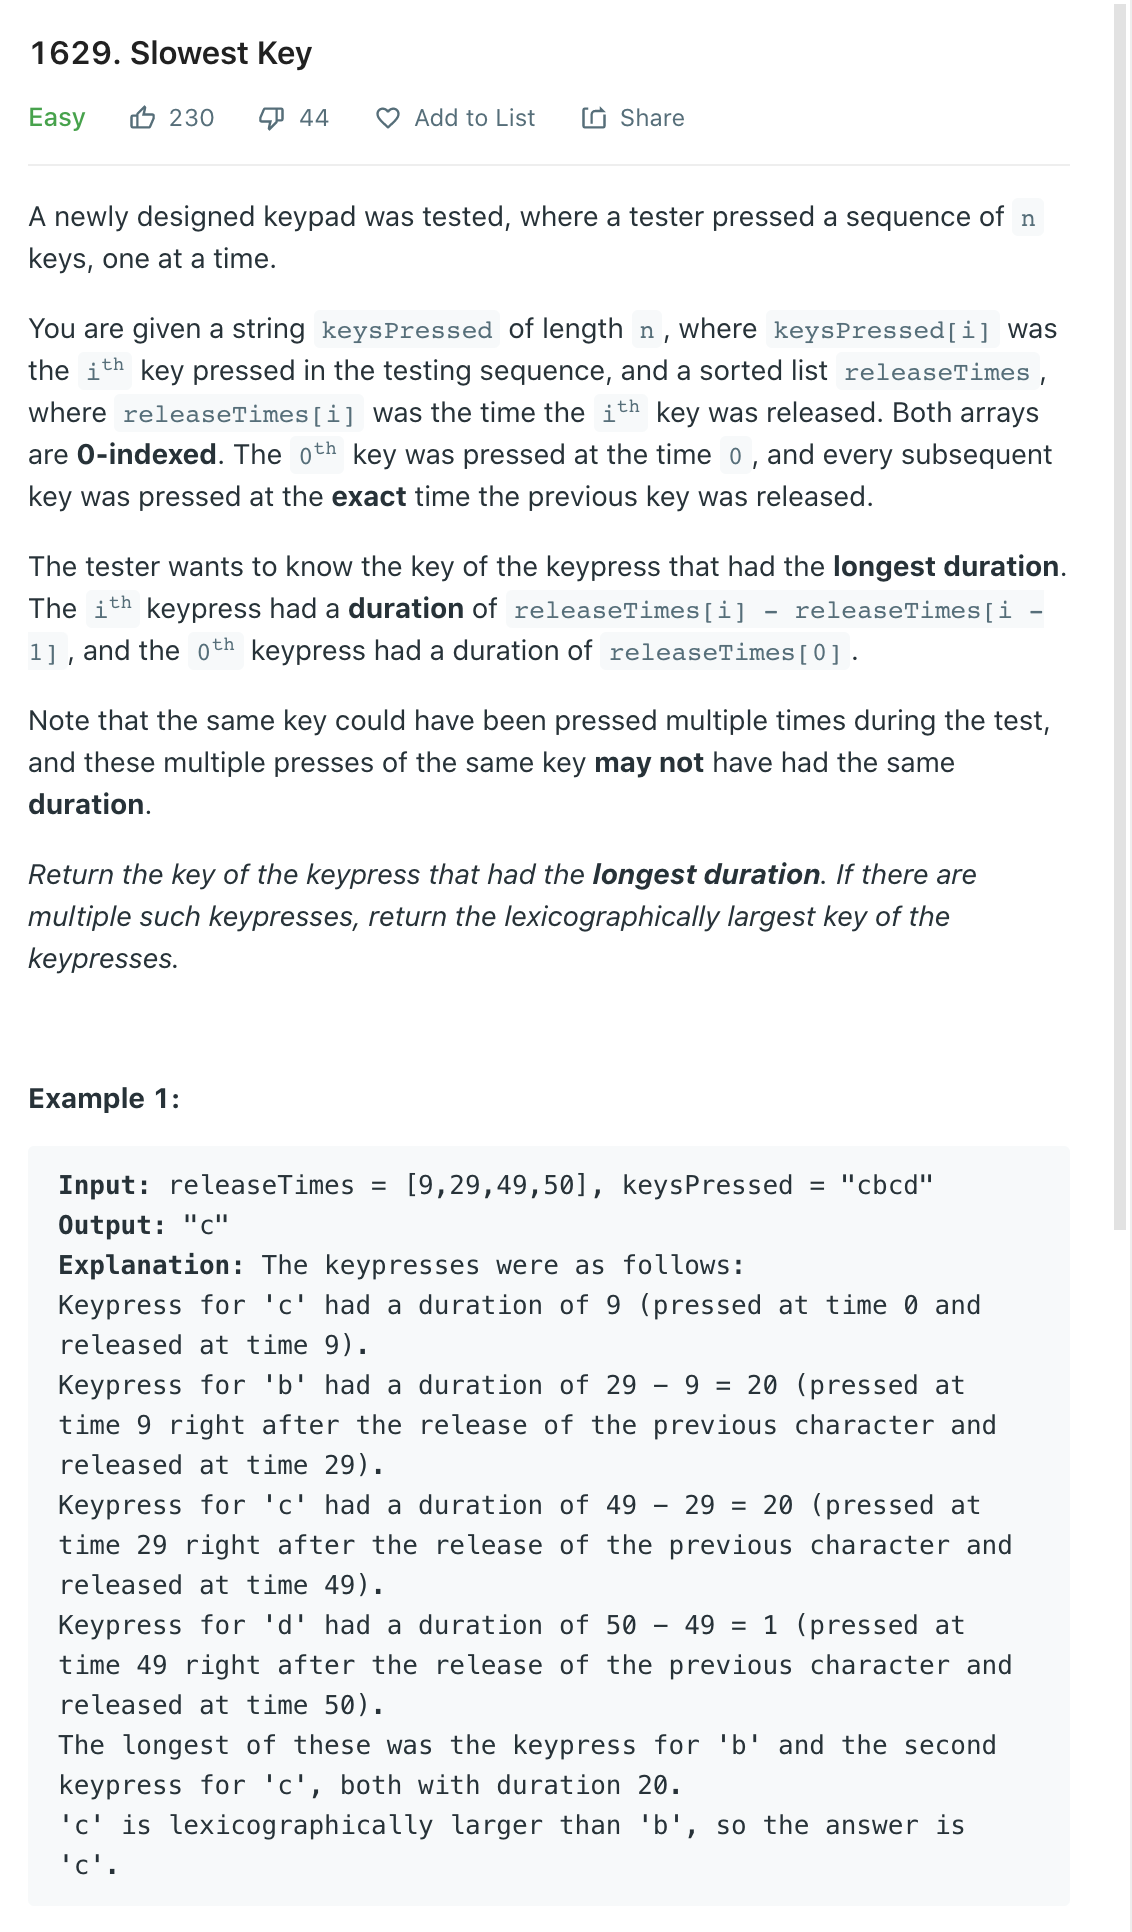 1629. Slowest Key
Easy 230 44 Add to List Share
A newly designed keypad was tested, where a tester pressed a sequence of n
keys, one at a time.
You are given a string keysPressed of length n , where keysPressed[i] was
the ith key pressed in the testing sequence, and a sorted list releaseTimes ,
where releaseTimes[i] was the time the ith key was released. Both arrays
are 0-indexed. The 0th key was pressed at the time 0 , and every subsequent
key was pressed at the exact time the previous key was released.
The tester wants to know the key of the keypress that had the longest duration.
The ith keypress had a duration of releaseTimes[i] - releaseTimes[i -
1] , and the 0th keypress had a duration of releaseTimes[0] .
Note that the same key could have been pressed multiple times during the test,
and these multiple presses of the same key may not have had the same
duration.
Return the key of the keypress that had the longest duration. If there are
multiple such keypresses, return the lexicographically largest key of the
keypresses.
Example 1:
Input: releaseTimes = [9,29,49,50], keysPressed = "cbcd"
Output: "c"
Explanation: The keypresses were as follows:
Keypress for 'c' had a duration of 9 (pressed at time 0 and
released at time 9).
Keypress for 'b' had a duration of 29 - 9 = 20 (pressed at
time 9 right after the release of the previous character and
released at time 29).
Keypress for 'c' had a duration of 49 - 29 = 20 (pressed at
time 29 right after the release of the previous character and
released at time 49).
Keypress for 'd' had a duration of 50 - 49 = 1 (pressed at
time 49 right after the release of the previous character and
released at time 50).
The longest of these was the keypress for 'b' and the second
keypress for 'c', both with duration 20.
'c' is lexicographically larger than 'b', so the answer is
'c'.